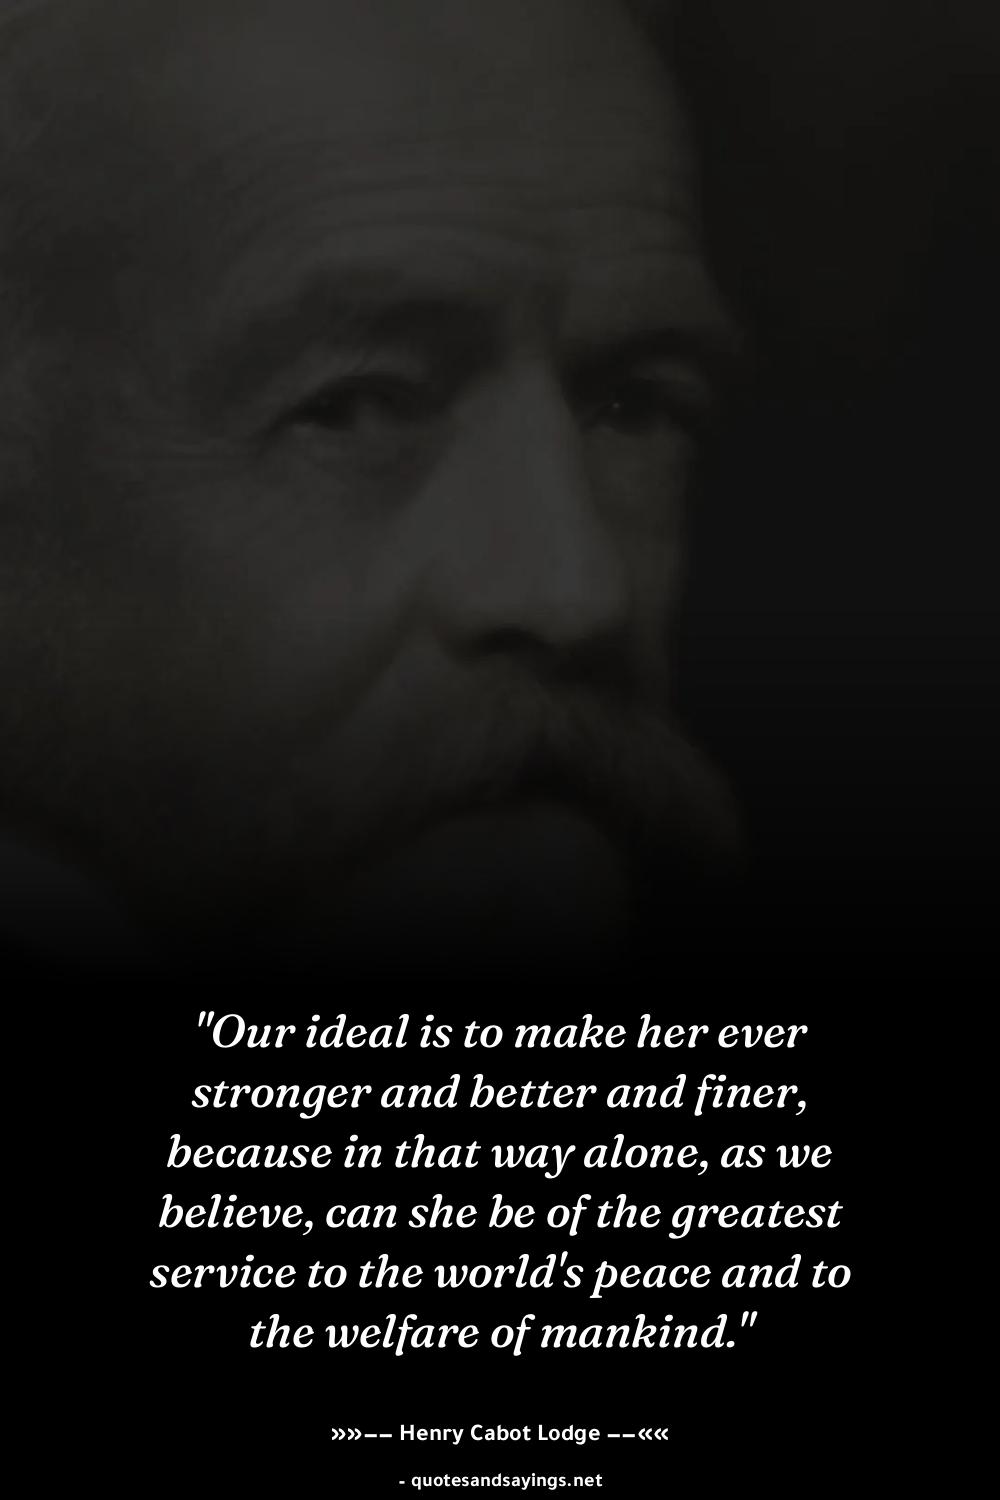 "Our ideal is to make her ever
stronger and better and finer,
because in that way alone, as we
believe, can she be of the greatest
service to the world's peace and to
the welfare of mankind."
»»–– Henry Cabot Lodge ––««
- quotesandsayings.net